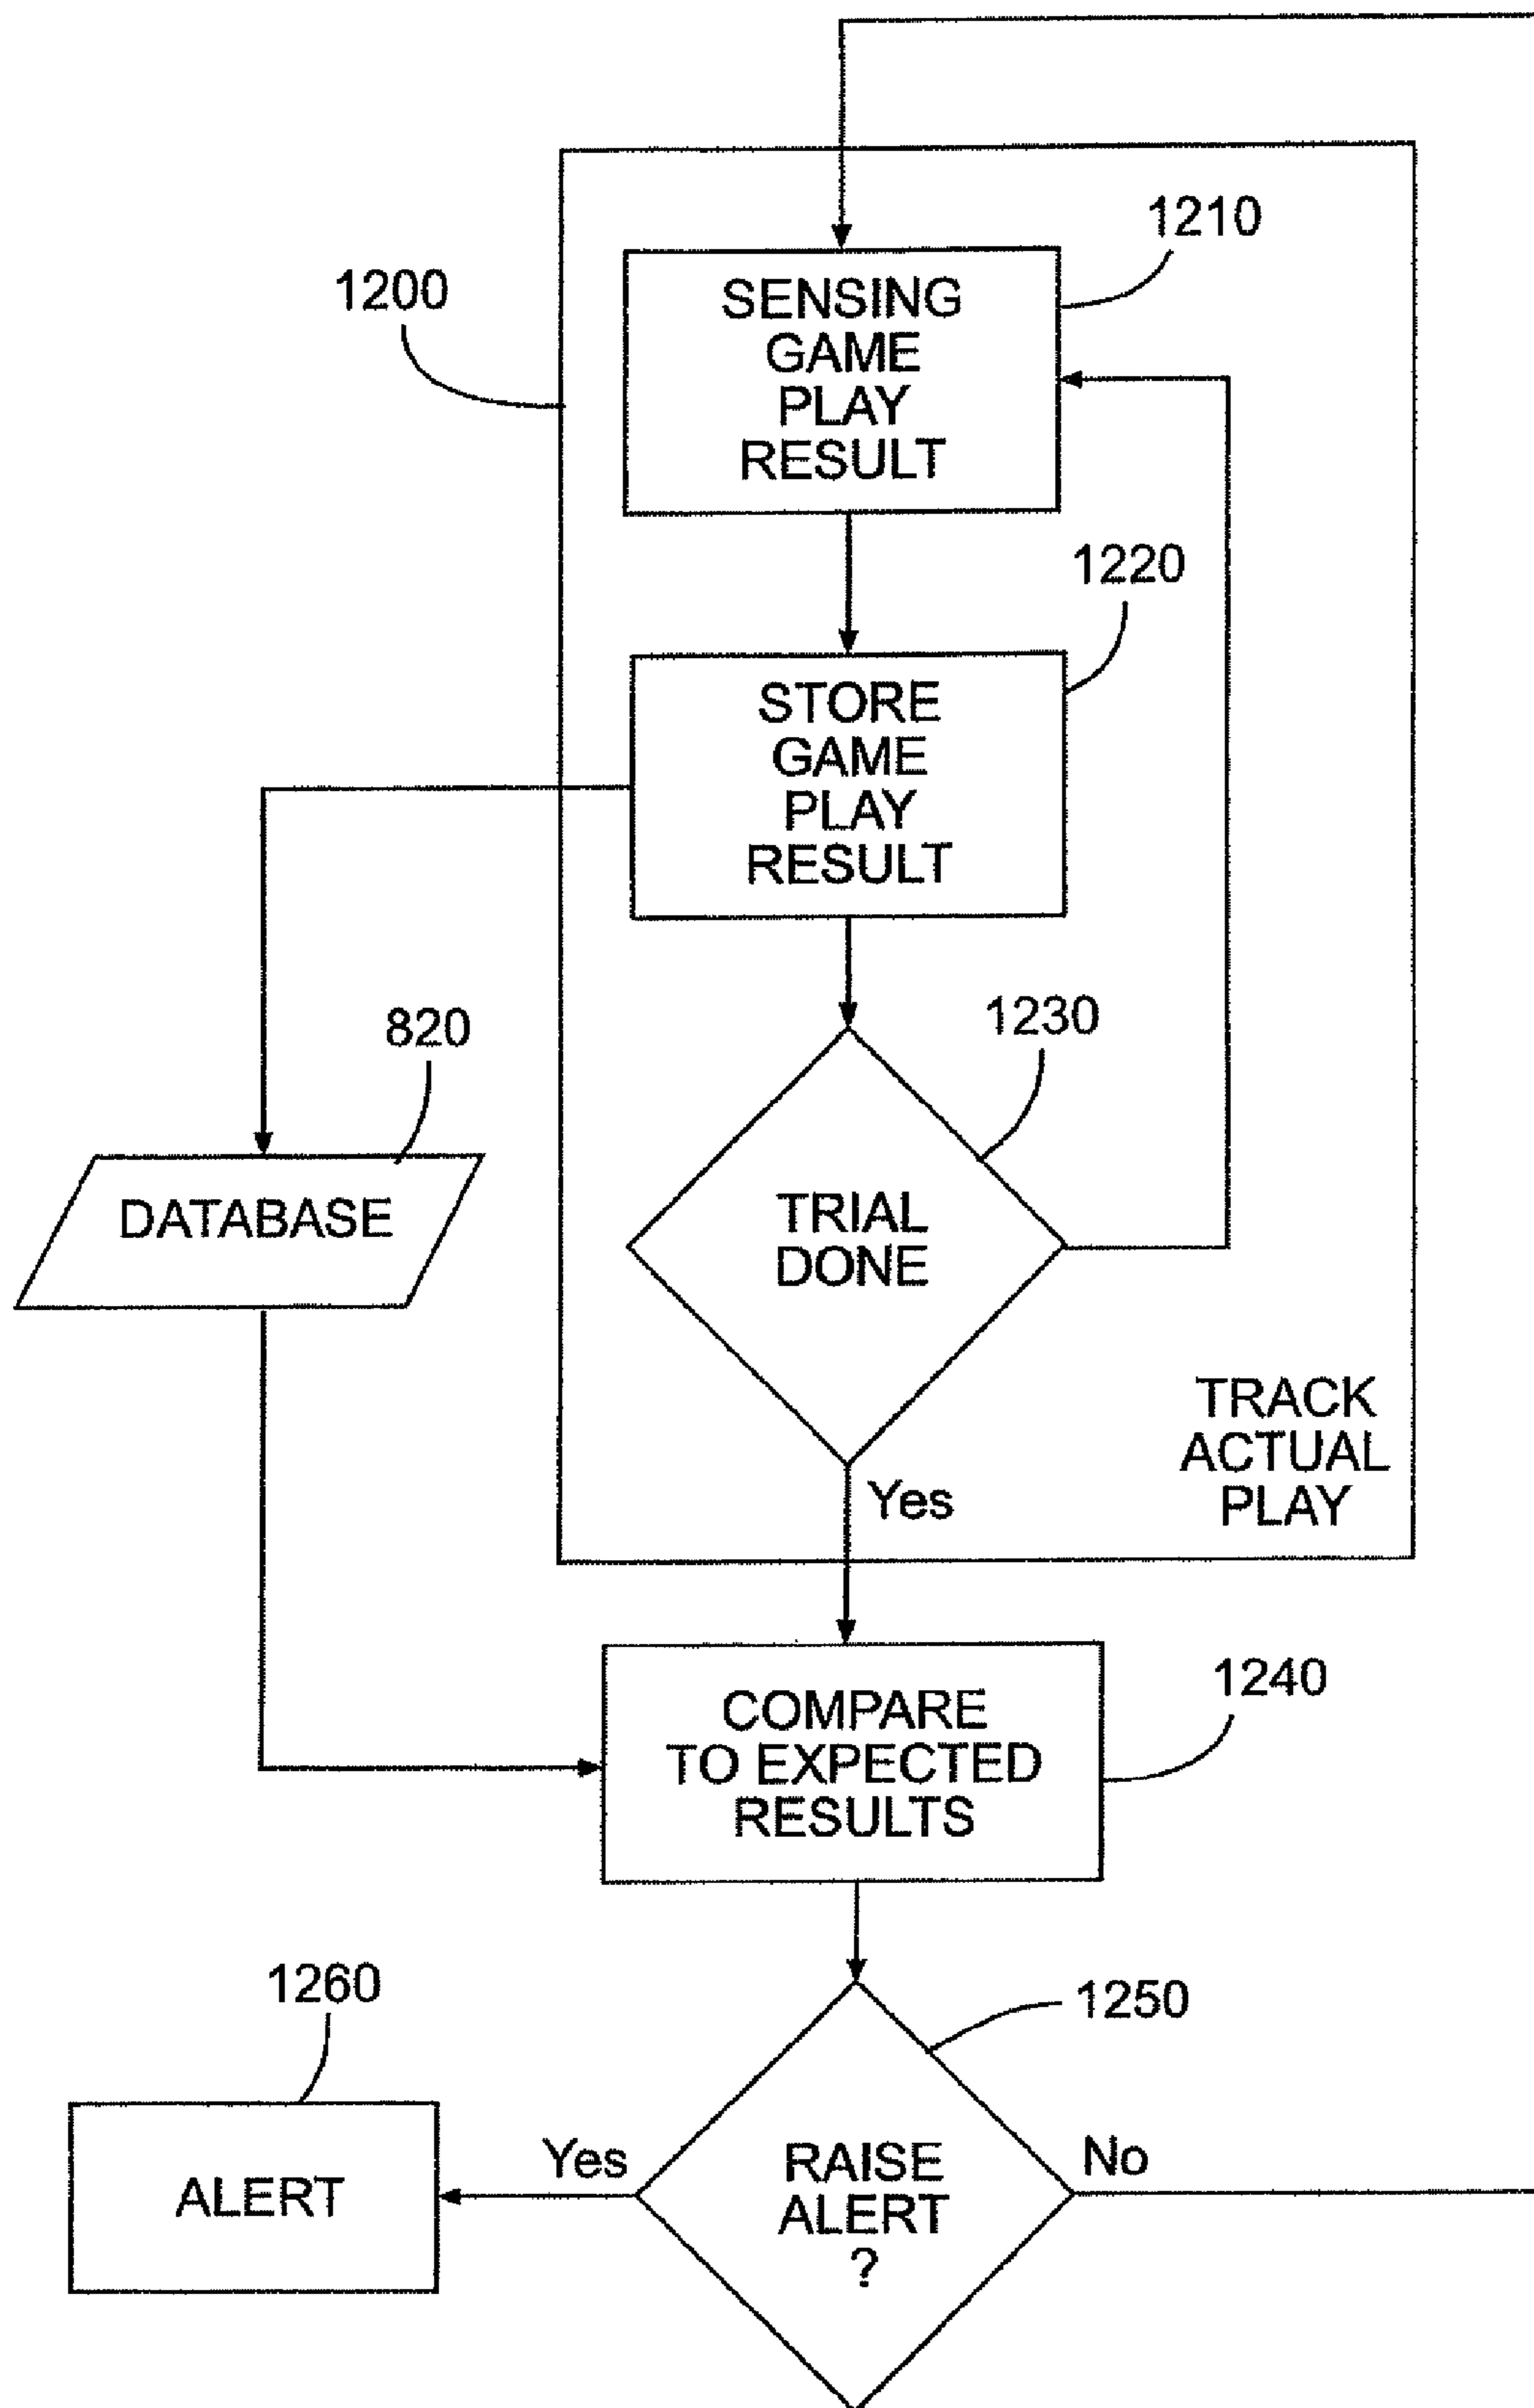 1210
1200
SENSING
GAME
PLAY
RESULT
1220
STORE
GAME
PLAY
RESULT
1230
820
DATABASE
TRIAL
DONE
TRACK
ACTUAL
PLAY
Yes
1240
COMPARE
TO EXPECTED
RESULTS
1260
1250
ALERT
Yes
RAISE
ALERT
?
No